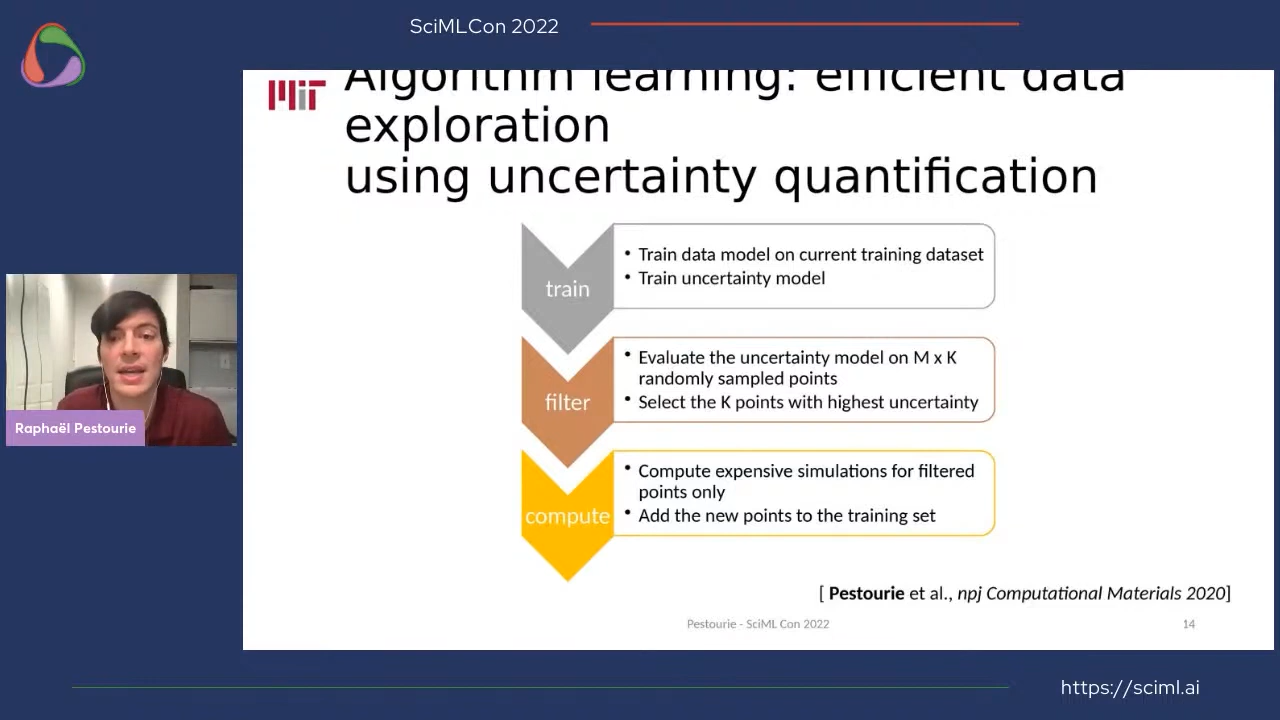 SciMLCon 2022
MIT
Algorithm learning: efficient data
exploration
using uncertainty quantification
train
• Train data model on current training dataset
• Train uncertainty model
filter
• Evaluate the uncertainty model on M x K
randomly sampled points
• Select the K points with highest uncertainty
compute
• Compute expensive simulations for filtered
points only
• Add the new points to the training set
Raphaël Pestourie
[ Pestourie et al., npj Computational Materials 2020]
Pestourie - SciML Con 2022
14
https://sciml.ai